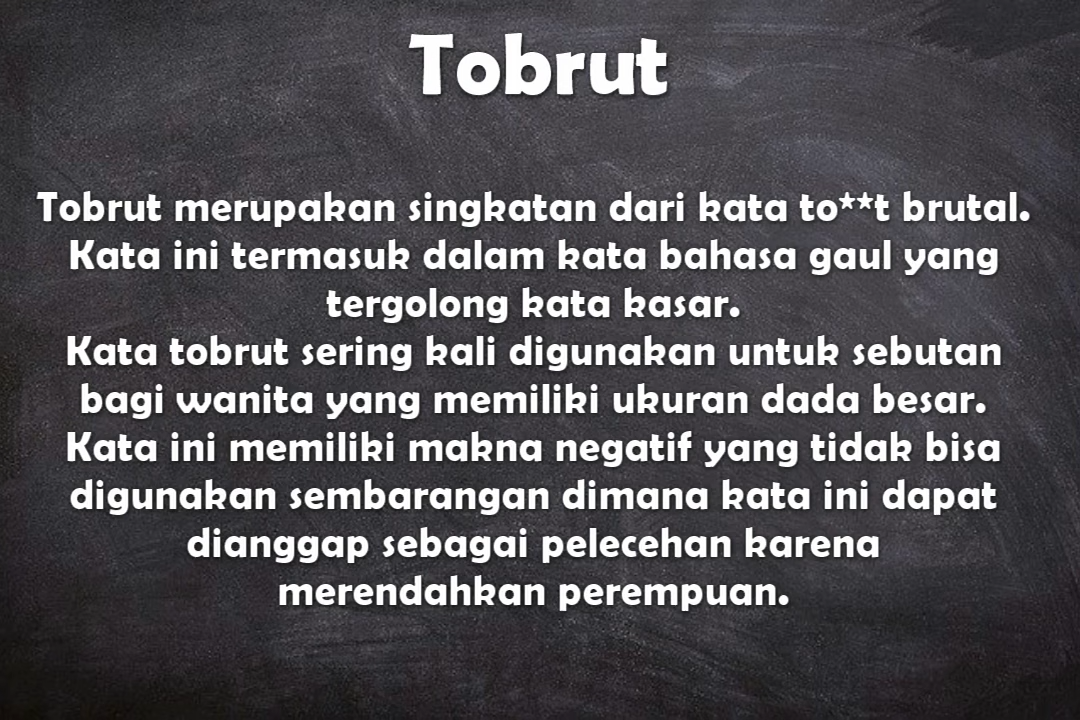 Tobrut
Tobrut merupakan singkatan dari kata to**t brutal.
Kata ini termasuk dalam kata bahasa gaul yang
tergolong kata kasar.
Kata tobrut sering kali digunakan untuk sebutan
bagi wanita yang memiliki ukuran dada besar.
Kata ini memiliki makna negatif yang tidak bisa
digunakan sembarangan dimana kata ini dapat
dianggap sebagai pelecehan karena
merendahkan perempuan.